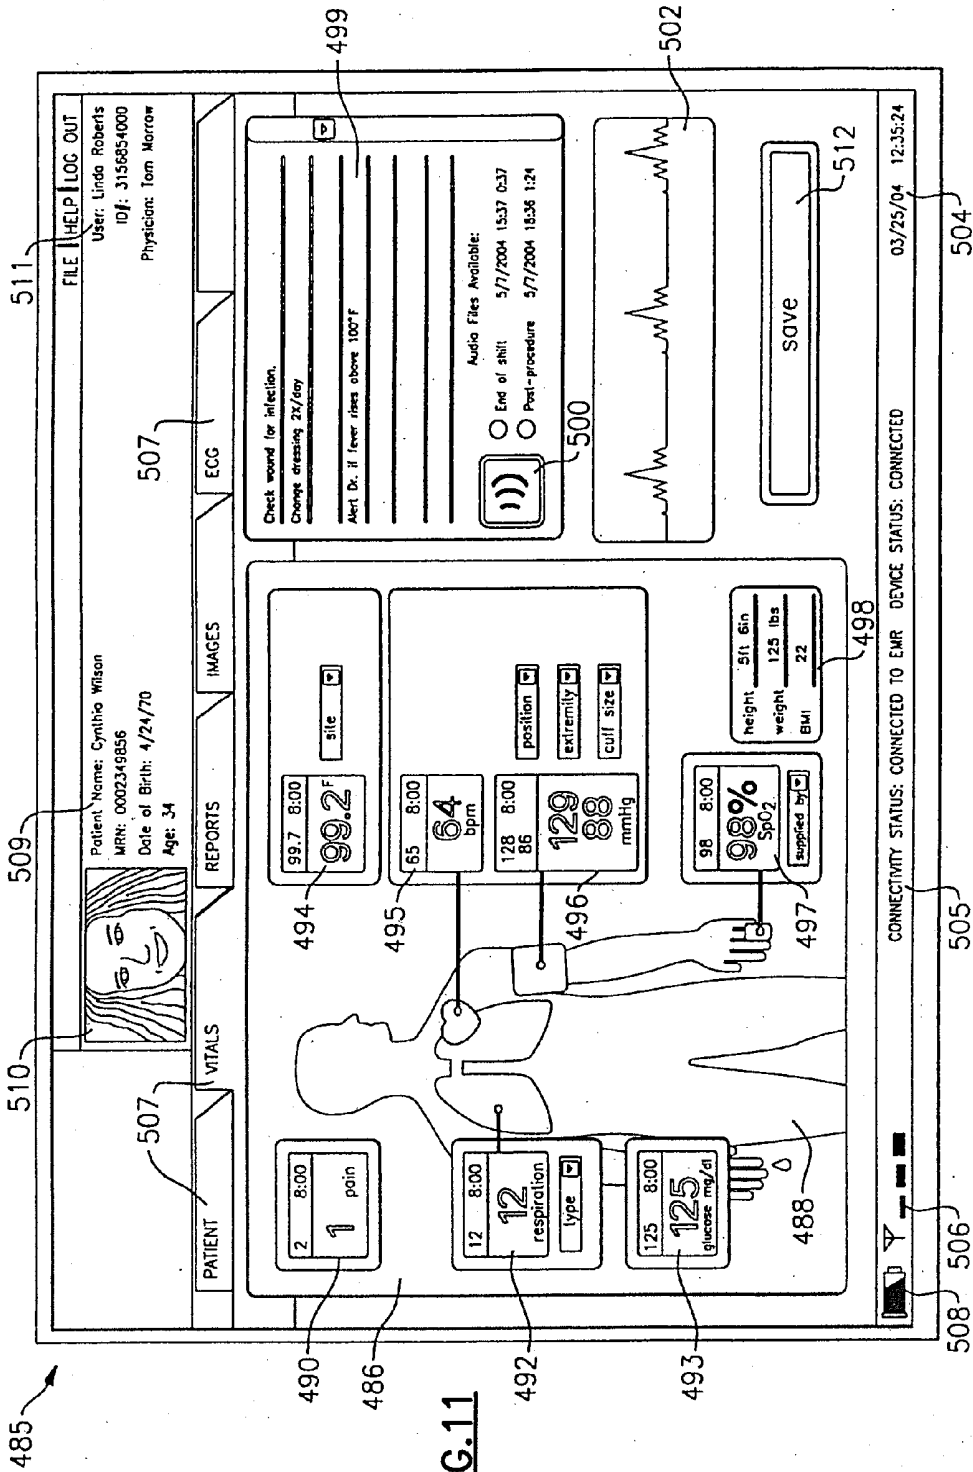 485
511
FILE | HELP | LOG OUT
User: Linda Roberts
ID#: 3156854000
Physician: Tom Morrow
510
509
Patient Name: Cynthia Wilson
MRN: 0002349856
Date of Birth: 4/24/70
Age: 34
507
507
PATIENT
VITALS
REPORTS
IMAGES
ECG
490
2 8:00
1
pain
486
492
12 8:00
12
respiration
type
493
125 8:00
125
glucose mg/dl
488
494
99.7 8:00
99.2 F
site
495
65 8:00
64
bpm
496
128 8:00
86
129
88
mmHg
position
extremity
cuff size
497
98 8:00
98%
SpO2
supplied by
498
height 5ft 6in
weight 125 lbs
BMI 22
499
Check wound for infection.
Change dressing 2X/day
Alert Dr. if fever rises above 100°F
Audio Files Available:
End of shift 5/7/2004 15:37 0:37
Post-procedure 5/7/2004 18:36 1:24
500
502
save
512
508
506
CONNECTIVITY STATUS: CONNECTED TO EMR DEVICE STATUS: CONNECTED
03/25/04 12:35:24
505
504
G.11